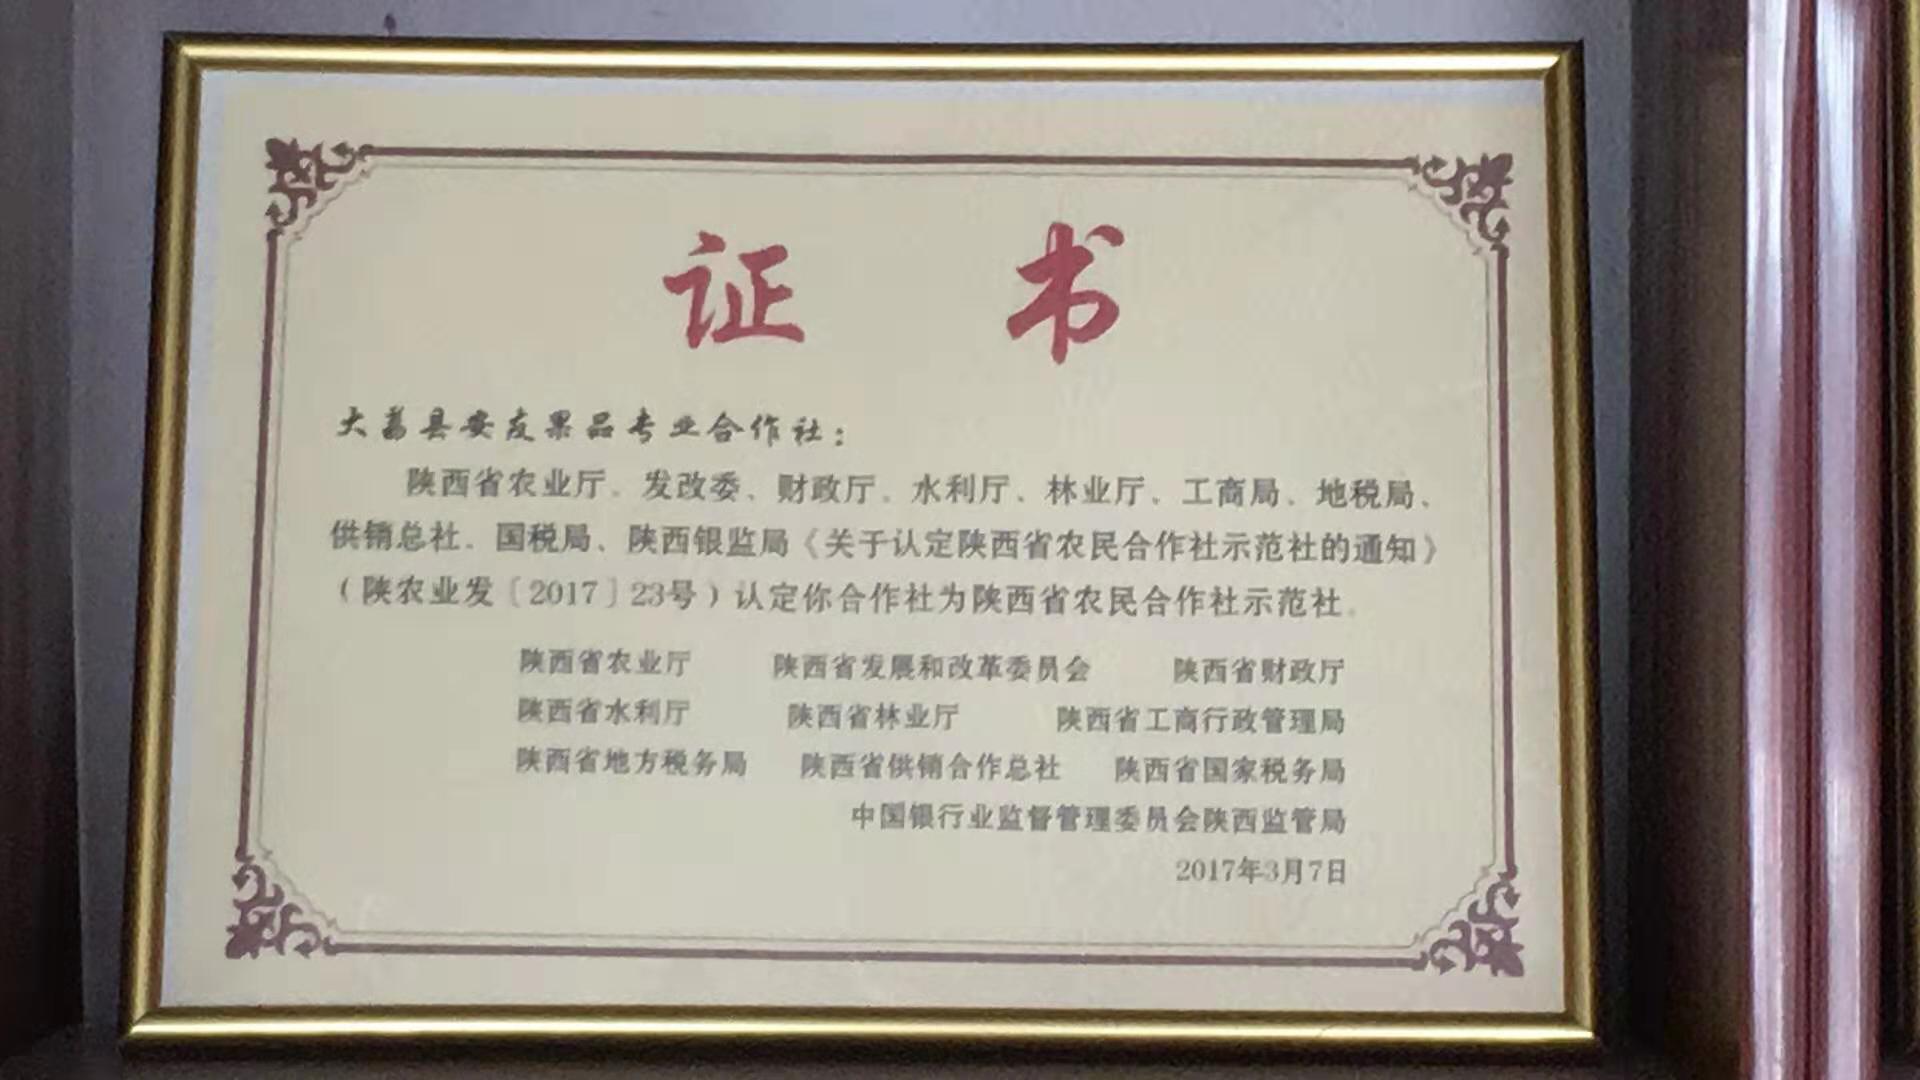 证 书
大荔县安友果品专业合作社：
陕西省农业厅、发改委、财政厅、水利厅、林业厅、工商局、地税局、
供销总社、国税局、陕西银监局《关于认定陕西省农民合作社示范社的通知》
（陕农业发〔2017〕23号）认定你合作社为陕西省农民合作社示范社。
陕西省农业厅 陕西省发展和改革委员会 陕西省财政厅
陕西省水利厅 陕西省林业厅 陕西省工商行政管理局
陕西省地方税务局 陕西省供销合作总社 陕西省国家税务局
中国银行业监督管理委员会陕西监管局
2017年3月7日